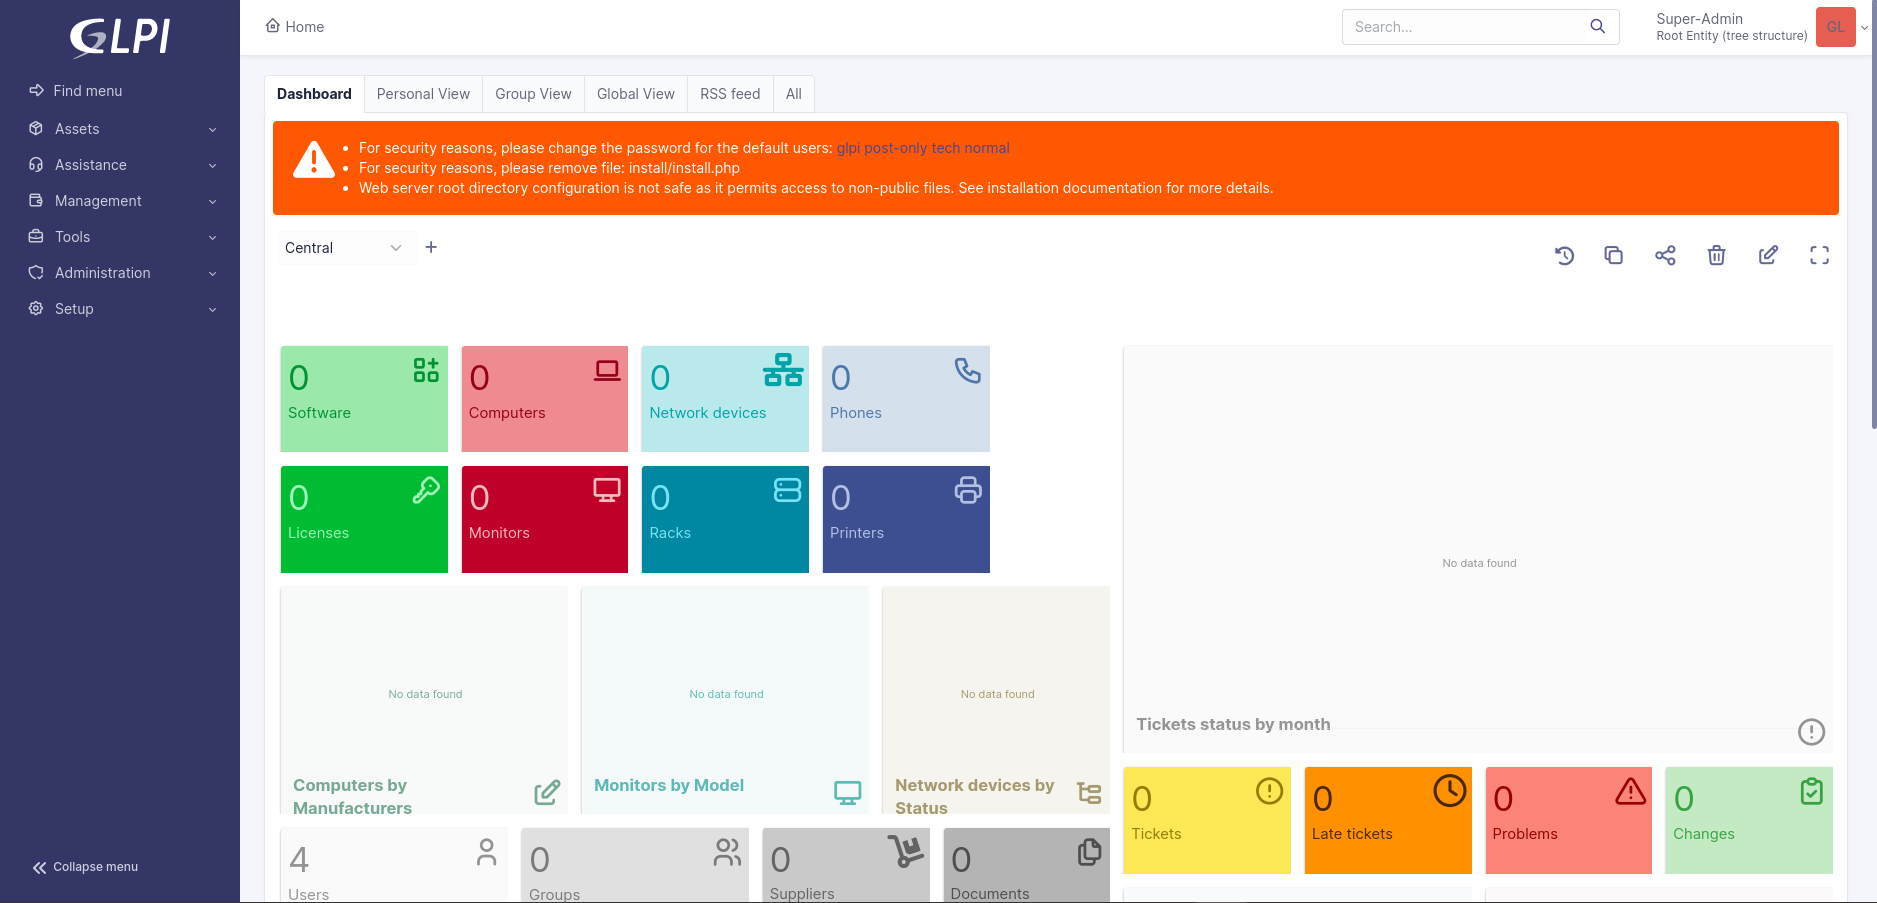 GLPI
Find menu
Assets
Assistance
Management
Tools
Administration
Setup
Collapse menu
Home
Search...
Super-Admin
Root Entity (tree structure)
GL
Dashboard
Personal View
Group View
Global View
RSS feed
All
For security reasons, please change the password for the default users: glpi post-only tech normal
For security reasons, please remove file: install/install.php
Web server root directory configuration is not safe as it permits access to non-public files. See installation documentation for more details.
Central
0
Software
0
Computers
0
Network devices
0
Phones
0
Licenses
0
Monitors
0
Racks
0
Printers
No data found
Computers by
Manufacturers
No data found
Monitors by Model
No data found
Network devices by
Status
No data found
Tickets status by month
0
Tickets
0
Late tickets
0
Problems
0
Changes
4
Users
0
Groups
0
Suppliers
0
Documents